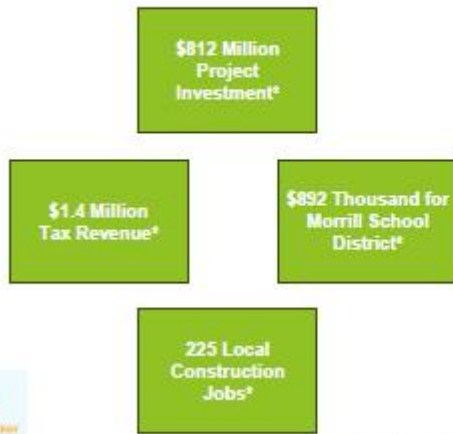 $812 Million
Project
Investment*
$1.4 Million
Tax Revenue*
$892 Thousand for
Morrill School
District*
225 Local
Construction
Jobs*